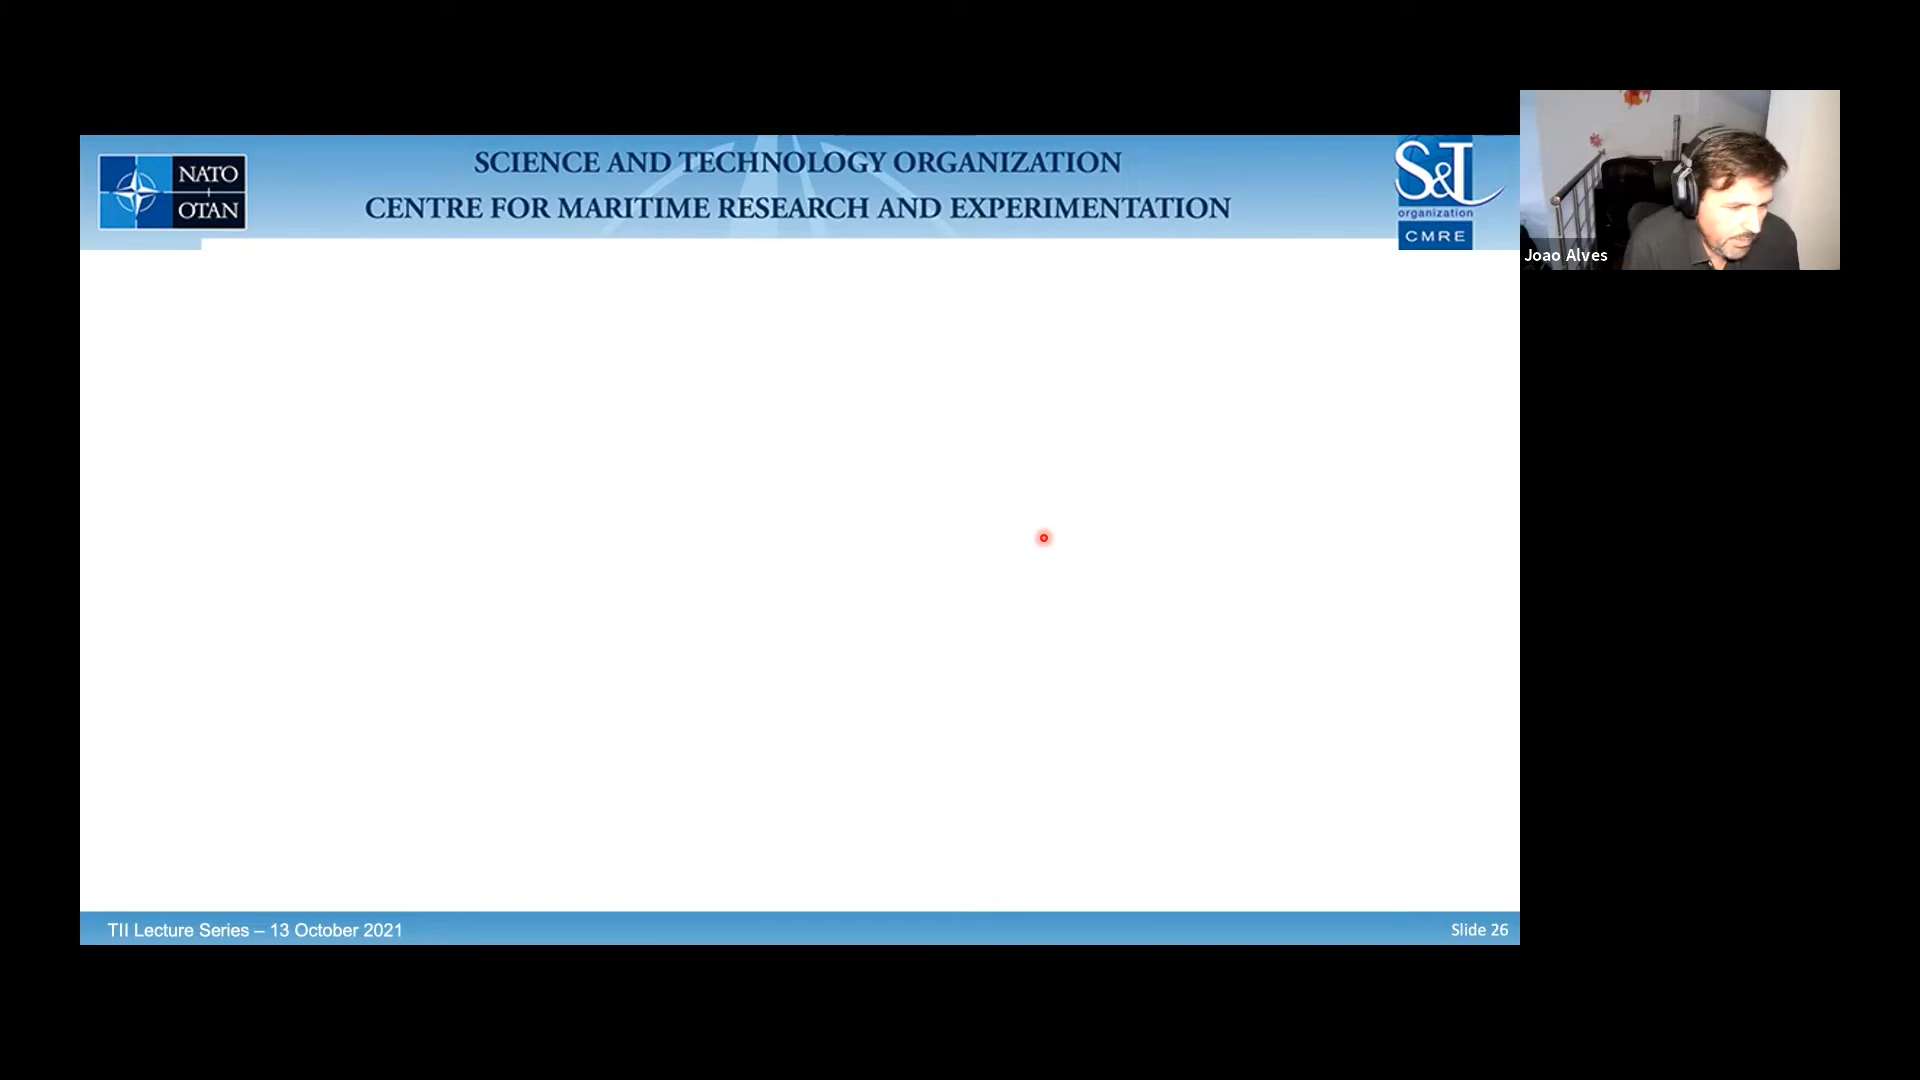 NATO
OTAN
SCIENCE AND TECHNOLOGY ORGANIZATION
CENTRE FOR MARITIME RESEARCH AND EXPERIMENTATION
S&T
organization
CMRE
Joao Alves
TII Lecture Series – 13 October 2021
Slide 26